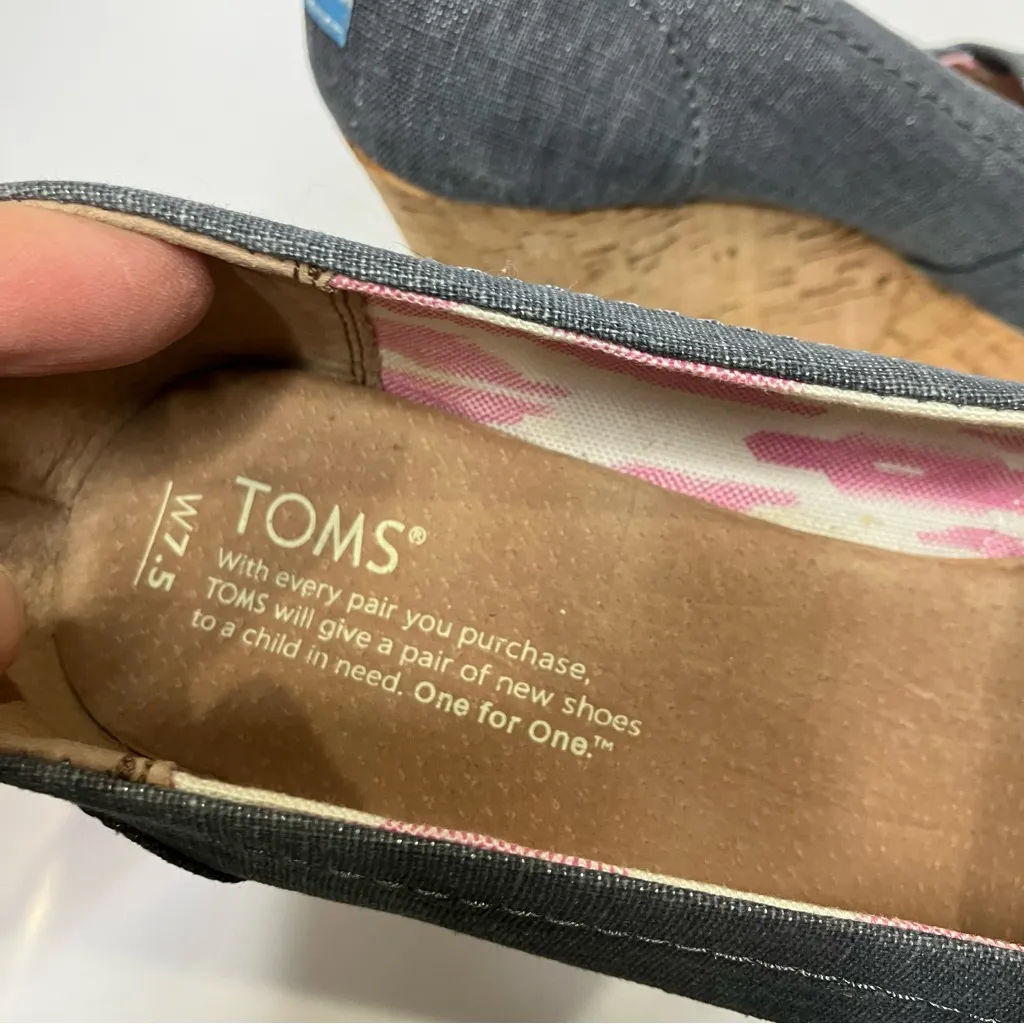 TOMS®
With every pair you purchase,
TOMS will give a pair of new shoes
to a child in need. One for One.™
W7.5